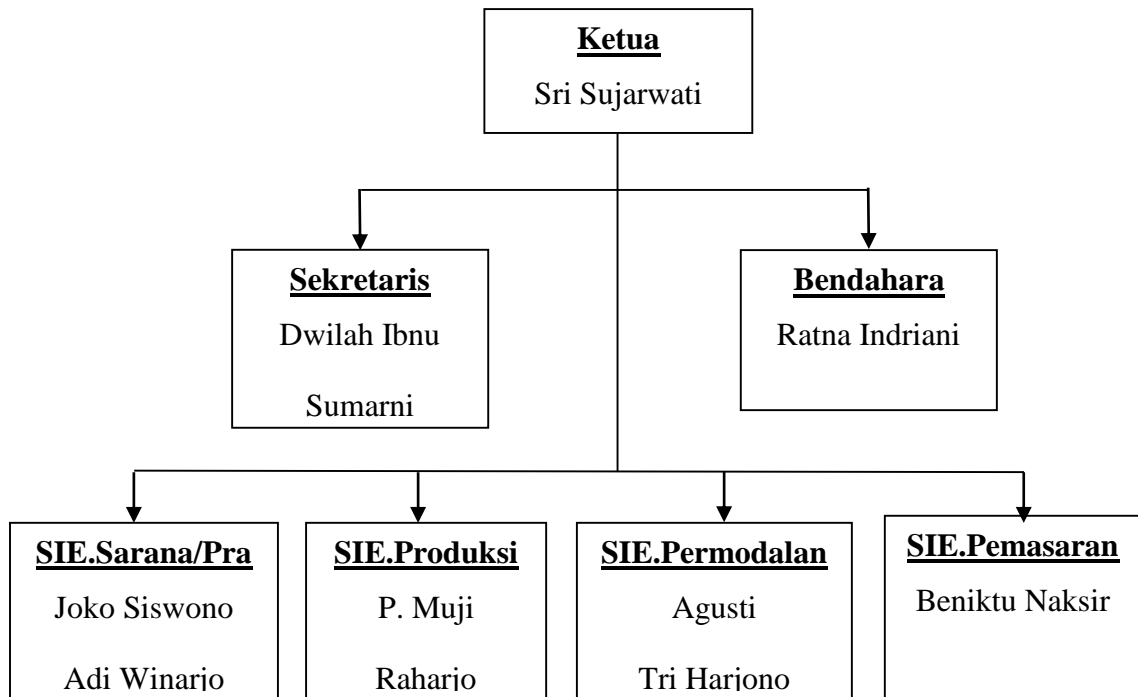 Ketua
Sri Sujarwati
Sekretaris
Dwilah Ibnu
Sumarni
Bendahara
Ratna Indriani
SIE.Sarana/Pra
Joko Siswono
Adi Winarjo
SIE.Produksi
P. Muji
Raharjo
SIE.Permodalan
Agusti
Tri Harjono
SIE.Pemasaran
Beniktu Naksir